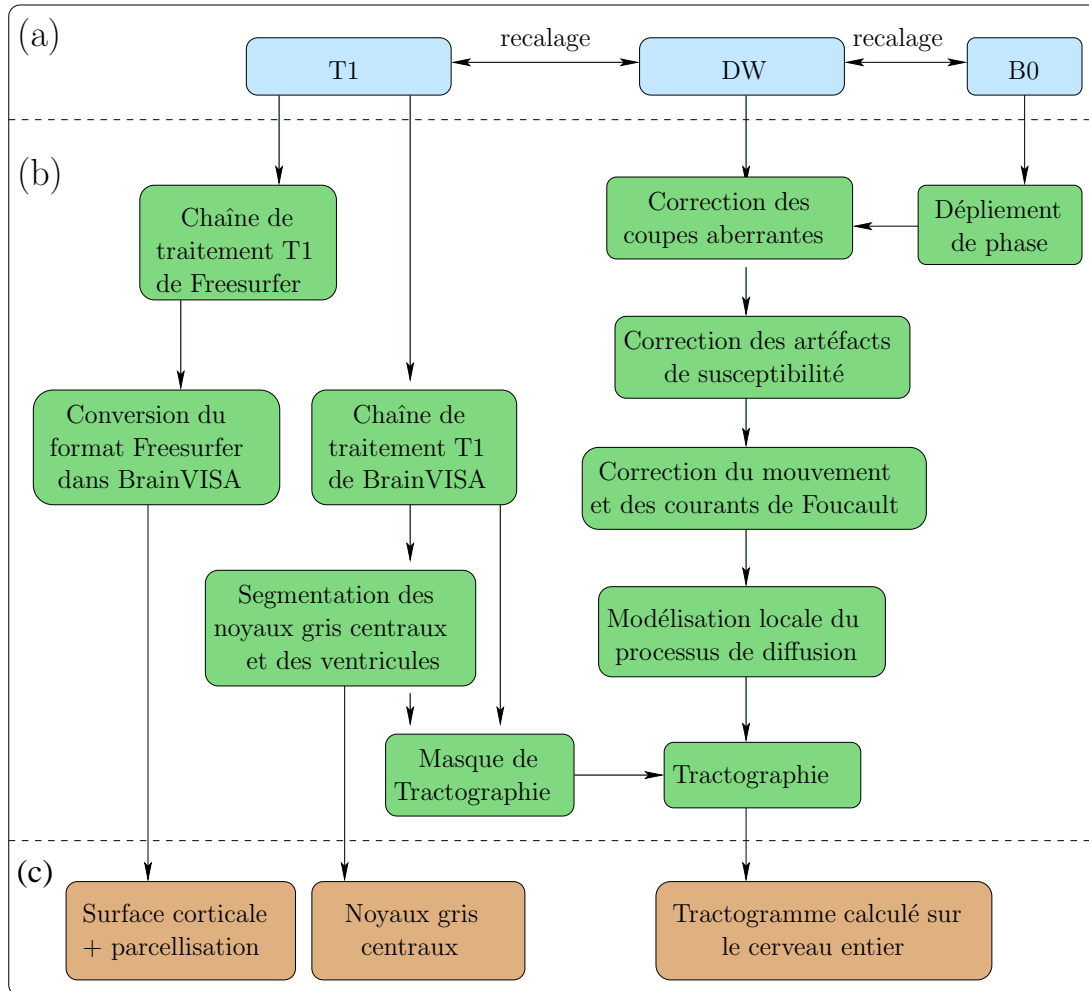 (a)
recalage
recalage
T1
DW
B0
(b)
Chaîne de
traitement T1
de Freesurfer
Correction des
coupes aberrantes
Dépliement
de phase
Correction des artéfacts
de susceptibilité
Conversion du
format Freesurfer
dans BrainVISA
Chaîne de
traitement T1
de BrainVISA
Correction du mouvement
et des courants de Foucault
Segmentation des
noyaux gris centraux
et des ventricules
Modélisation locale du
processus de diffusion
Masque de
Tractographie
Tractographie
(c)
Surface corticale
+ parcellisation
Noyaux gris
centraux
Tractogramme calculé sur
le cerveau entier